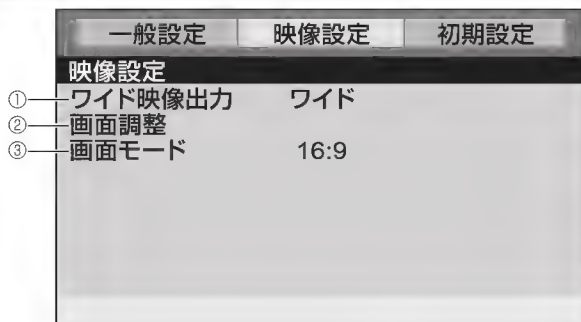 一般設定 映像設定 初期設定
映像設定
①ワイド映像出力 ワイド
②画面調整
③画面モード 16:9